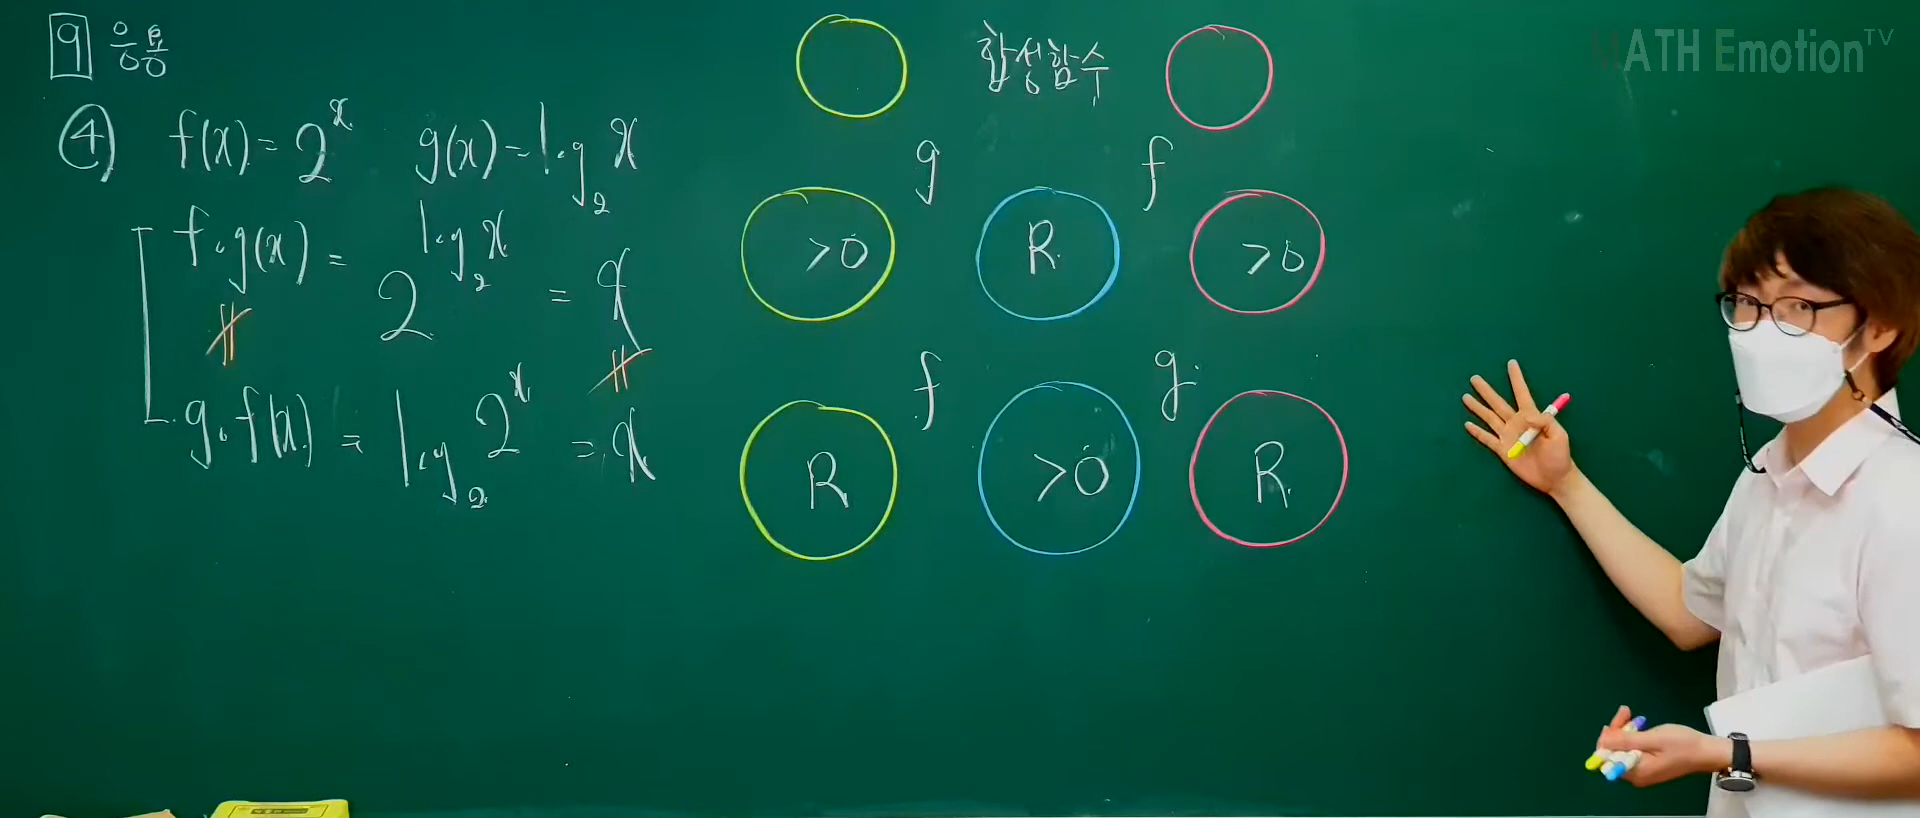 9 응용
④ f(x) = 2^x g(x) = log₂ x
f∘g(x) = 2^(log₂ x) = x
g∘f(x) = log₂ 2^x = x
합성함수
g f
>0 R >0
f g
R >0 R
MATH Emotion TV